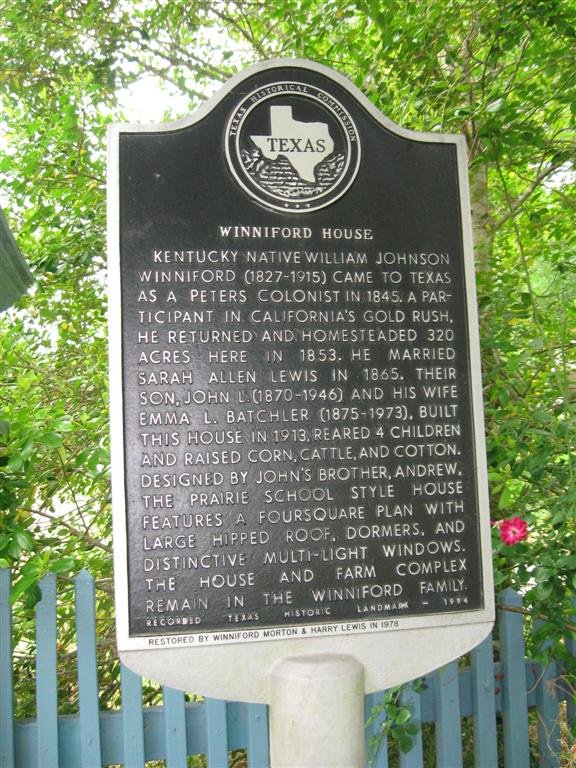 TEXAS HISTORICAL COMMISSION
TEXAS
WINNIFORD HOUSE
KENTUCKY NATIVE WILLIAM JOHNSON
WINNIFORD (1827-1915) CAME TO TEXAS
AS A PETERS COLONIST IN 1845. A PAR-
TICIPANT IN CALIFORNIA'S GOLD RUSH,
HE RETURNED AND HOMESTEADED 320
ACRES HERE IN 1853. HE MARRIED
SARAH ALLEN LEWIS IN 1865. THEIR
SON, JOHN L. (1870-1946) AND HIS WIFE
EMMA L. BATCHLER (1875-1973), BUILT
THIS HOUSE IN 1913, REARED 4 CHILDREN
AND RAISED CORN, CATTLE, AND COTTON.
DESIGNED BY JOHN'S BROTHER, ANDREW,
THE PRAIRIE SCHOOL STYLE HOUSE
FEATURES A FOURSQUARE PLAN WITH
LARGE HIPPED ROOF, DORMERS, AND
DISTINCTIVE MULTI-LIGHT WINDOWS.
THE HOUSE AND FARM COMPLEX
REMAIN IN THE WINNIFORD FAMILY.
RECORDED TEXAS HISTORIC LANDMARK - 1994
RESTORED BY WINNIFORD MORTON & HARRY LEWIS IN 1978